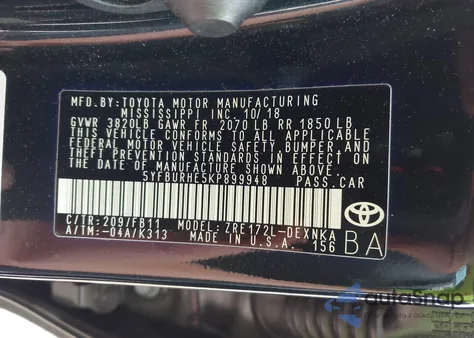 MFD. BY: TOYOTA MOTOR MANUFACTURING
MISSISSIPPI INC. 10/18
GVWR 3820LB GAWR FR 2070 LB RR 1850 LB
THIS VEHICLE CONFORMS TO ALL APPLICABLE
FEDERAL MOTOR VEHICLE SAFETY, BUMPER, AND
THEFT PREVENTION STANDARDS IN EFFECT ON
THE DATE OF MANUFACTURE SHOWN ABOVE.
5YFBURHE5KP899948 PASS.CAR
C/TR: 209/FB11 MODEL: ZRE172L-DEXNKA
A/TM: -04A/K313 MADE IN U.S.A. 156
BA
autoSnap